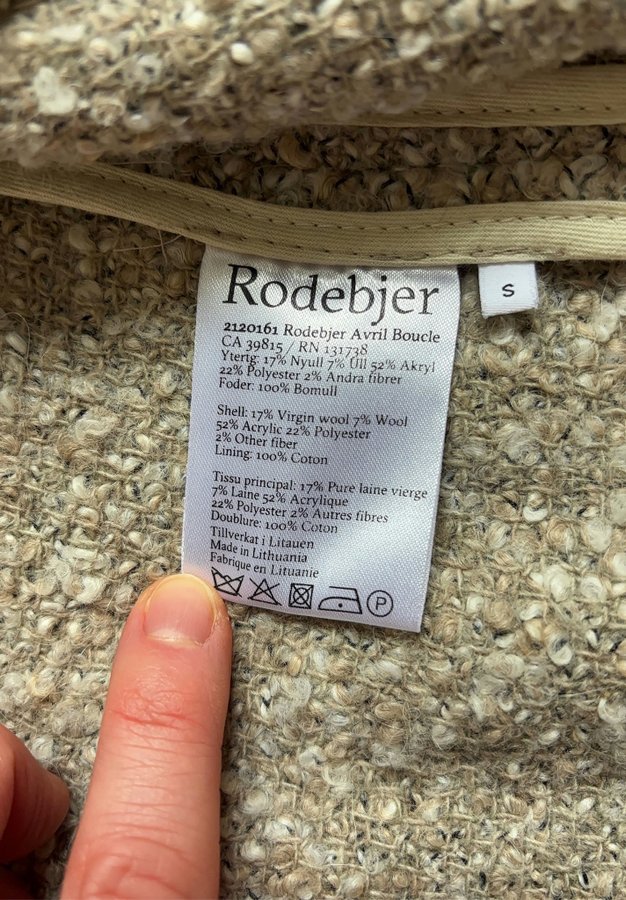 Rodebjer
S
2120161 Rodebjer Avril Boucle
CA 39815 / RN 131738
Ytertg: 17% Nyull 7% Ull 52% Akryl
22% Polyester 2% Andra fibrer
Foder: 100% Bomull
Shell: 17% Virgin wool 7% Wool
52% Acrylic 22% Polyester
2% Other fiber
Lining: 100% Cotton
Tissu principal: 17% Pure laine vierge
7% Laine 52% Acrylique
22% Polyester 2% Autres fibres
Doublure: 100% Coton
Tillverkat i Litauen
Made in Lithuania
Fabrique en Lituanie
P